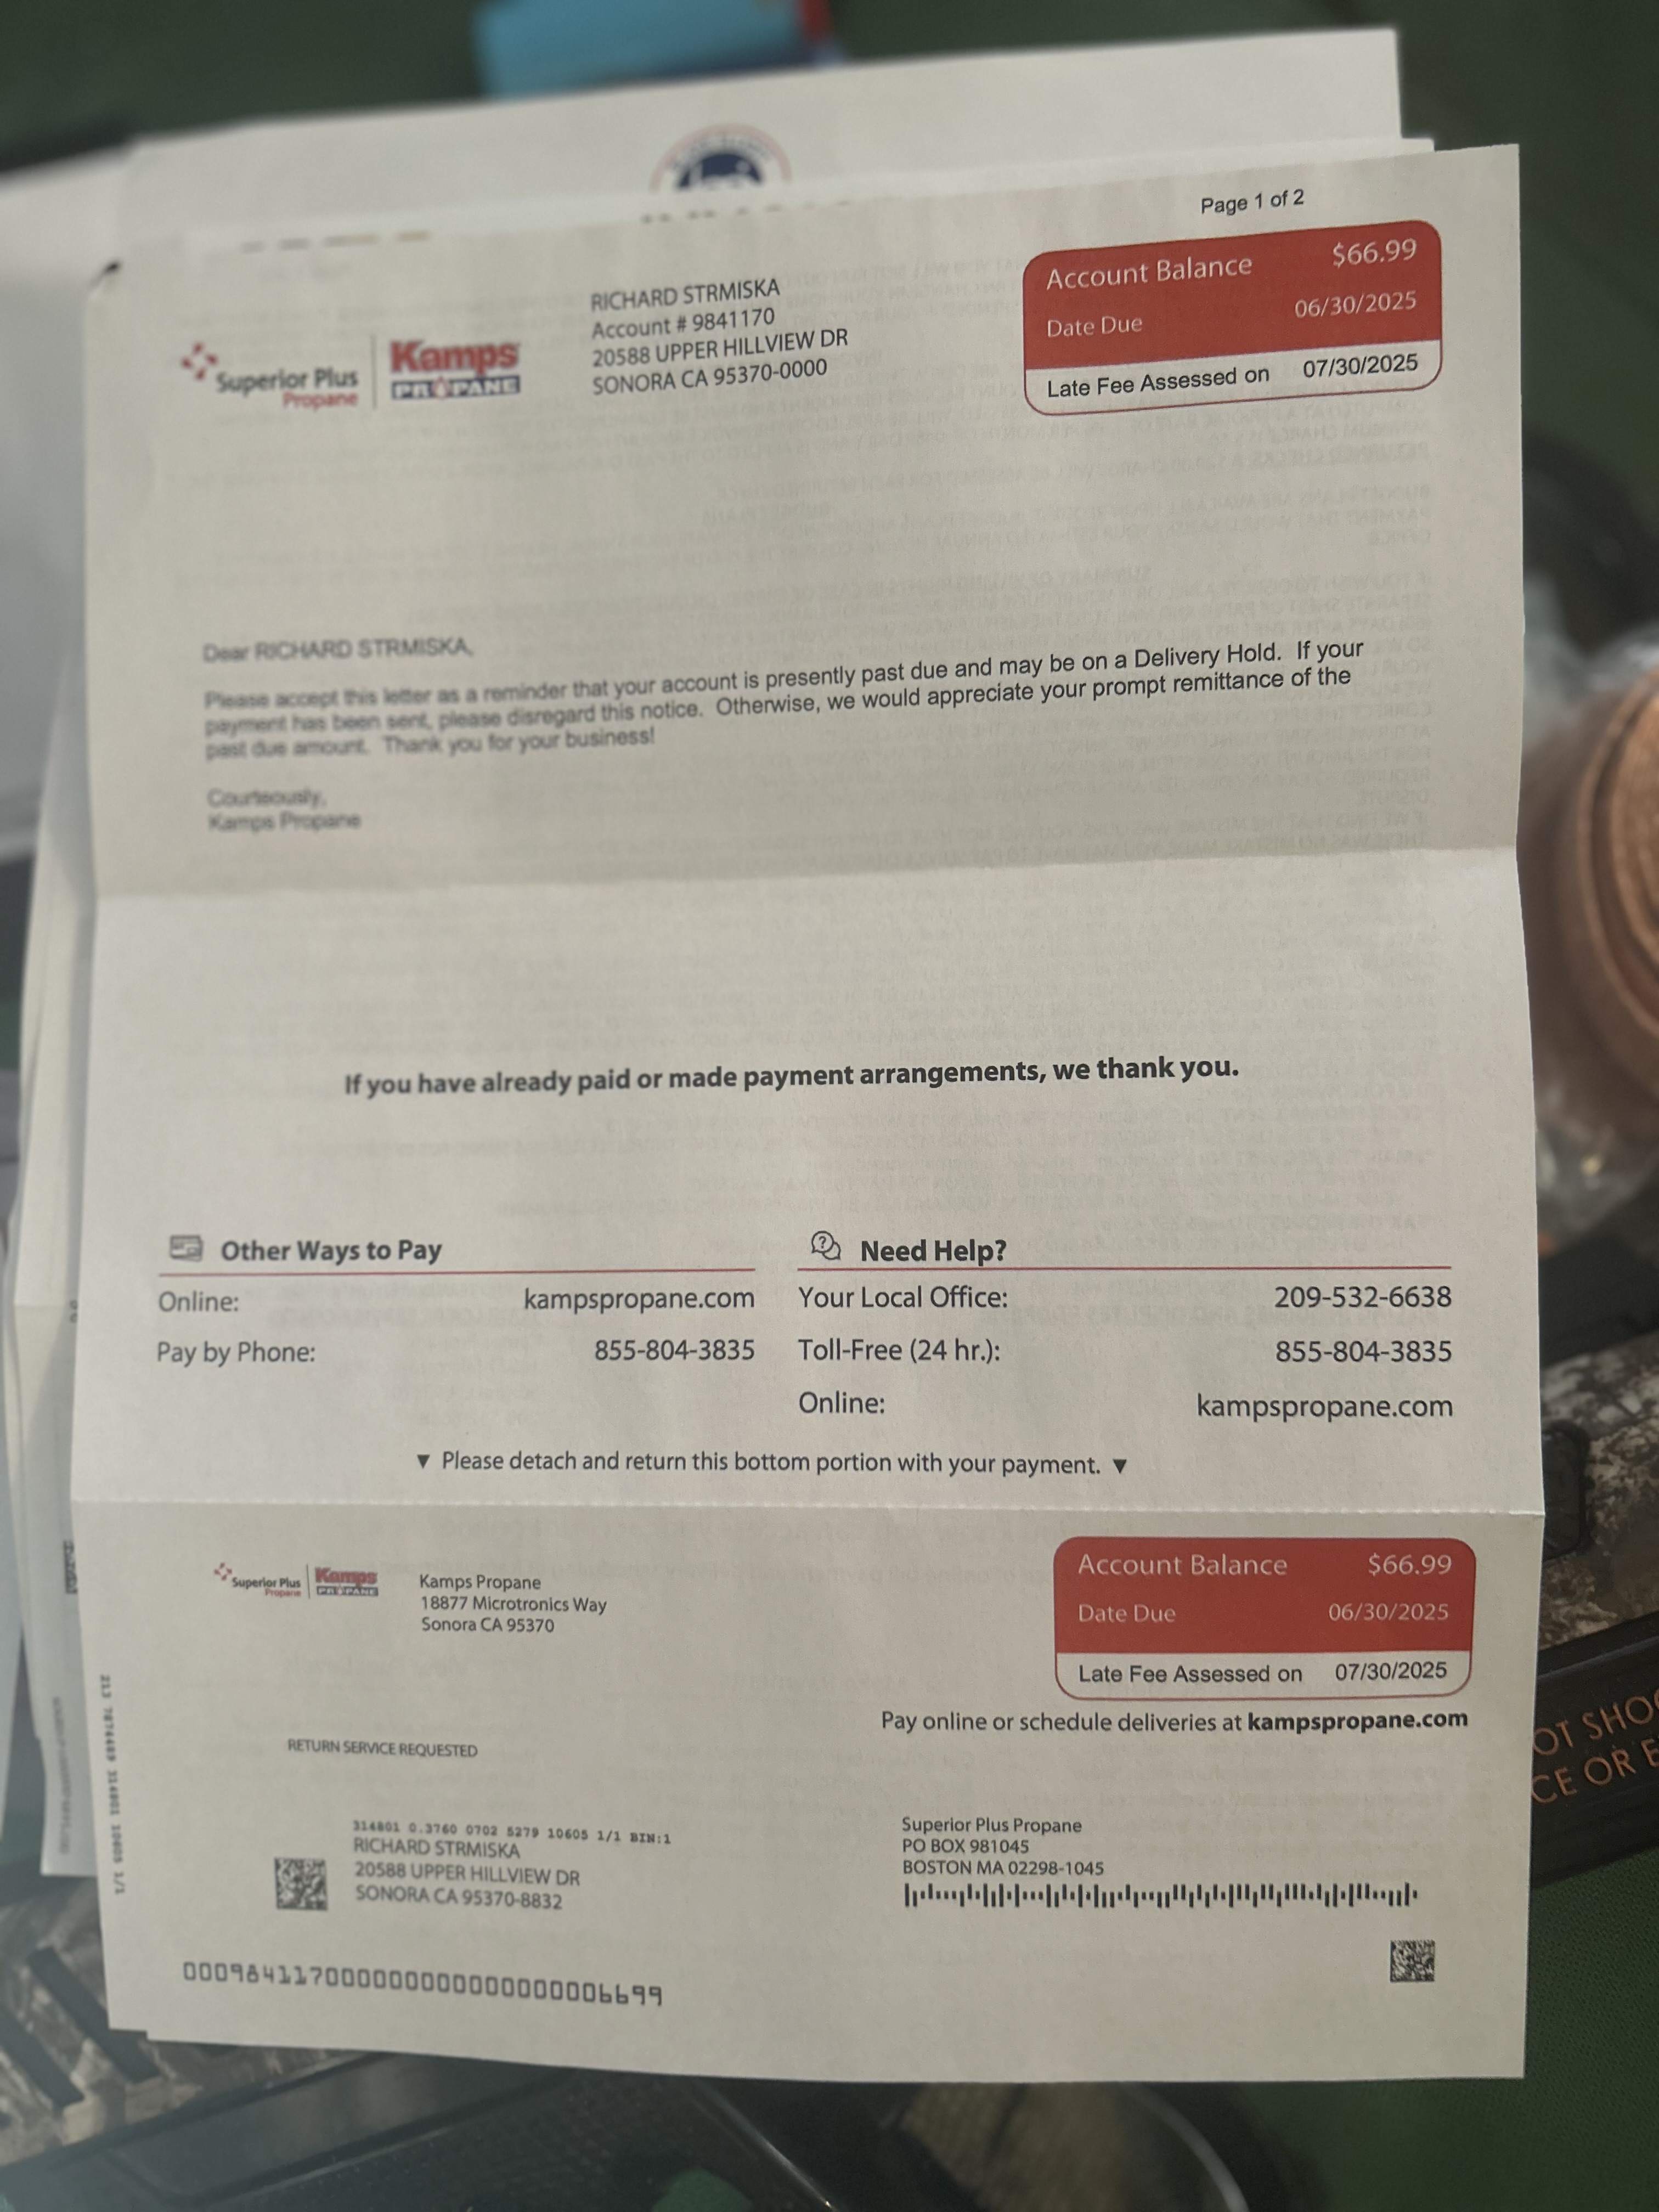 Page 1 of 2
Account Balance $66.99
Date Due 06/30/2025
Late Fee Assessed on 07/30/2025
Superior Plus
Propane
Kamps
PROPANE
RICHARD STRMISKA
Account # 9841170
20588 UPPER HILLVIEW DR
SONORA CA 95370-0000
Dear RICHARD STRMISKA,
Please accept this letter as a reminder that your account is presently past due and may be on a Delivery Hold. If your
payment has been sent, please disregard this notice. Otherwise, we would appreciate your prompt remittance of the
past due amount. Thank you for your business!
Courteously,
Kamps Propane
If you have already paid or made payment arrangements, we thank you.
Other Ways to Pay
Online: kampspropane.com
Pay by Phone: 855-804-3835
Need Help?
Your Local Office: 209-532-6638
Toll-Free (24 hr.): 855-804-3835
Online: kampspropane.com
▼ Please detach and return this bottom portion with your payment. ▼
Superior Plus
Propane
Kamps
PROPANE
Kamps Propane
18877 Microtronics Way
Sonora CA 95370
Account Balance $66.99
Date Due 06/30/2025
Late Fee Assessed on 07/30/2025
Pay online or schedule deliveries at kampspropane.com
RETURN SERVICE REQUESTED
314801 0.3760 0702 5279 10605 1/1 BIN:1
RICHARD STRMISKA
20588 UPPER HILLVIEW DR
SONORA CA 95370-8832
Superior Plus Propane
PO BOX 981045
BOSTON MA 02298-1045
213 7874489 314801 10605 1/1
OT SHOO
CE OR E